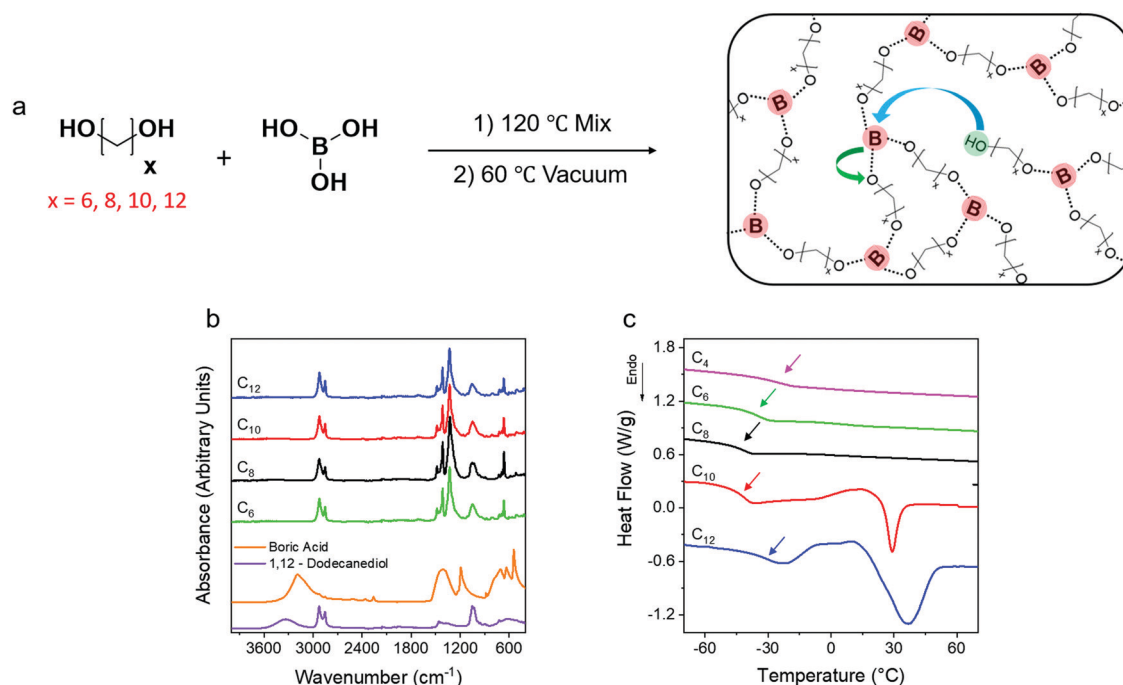 a
HO
OH
x
x = 6, 8, 10, 12
+
HO
OH
B
OH
1) 120 °C Mix
2) 60 °C Vacuum
B
B
B
B
B
B
B
B
HO
O
x
b
Absorbance (Arbitrary Units)
C12
C10
C8
C6
Boric Acid
1,12 - Dodecanediol
3600 3000 2400 1800 1200 600
Wavenumber (cm-1)
c
Heat Flow (W/g)
Endo
1.8
1.2
0.6
0.0
-0.6
-1.2
C4
C6
C8
C10
C12
-60 -30 0 30 60
Temperature (°C)